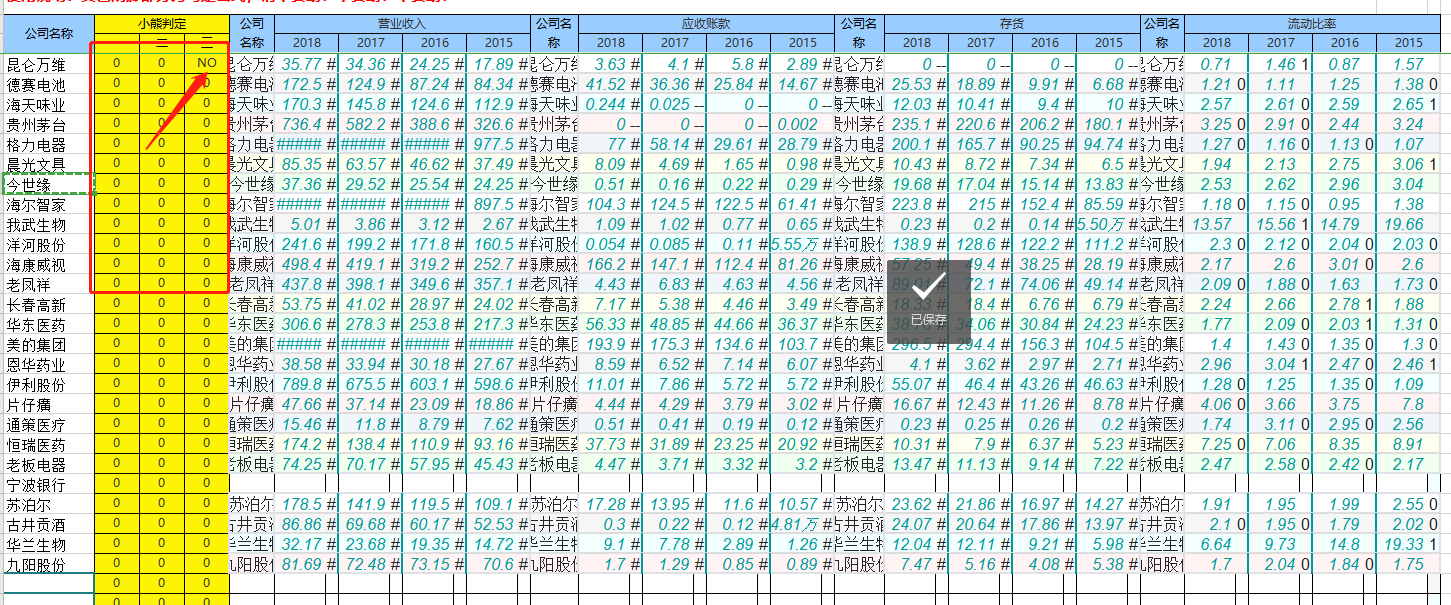 公司名称 小熊判定 公司名称 营业收入 公司名称 应收账款 公司名称 存货 公司名称 流动比率
二 三 2018 2017 2016 2015 2018 2017 2016 2015 2018 2017 2016 2015 2018 2017 2016 2015
昆仑万维 0 0 NO 昆仑万维 35.77 # 34.36 # 24.25 # 17.89 # 昆仑万维 3.63 # 4.1 # 5.8 # 2.89 # 昆仑万维 0 -- 0 -- 0 -- 0 -- 昆仑万维 0.71 1.46 1 0.87 1.57
德赛电池 0 0 0 德赛电池 172.5 # 124.9 # 87.24 # 84.34 # 德赛电池 41.52 # 36.36 # 25.84 # 14.67 # 德赛电池 25.53 # 18.89 # 9.91 # 6.68 # 德赛电池 1.21 0 1.11 1.25 1.38 0
海天味业 0 0 0 海天味业 170.3 # 145.8 # 124.6 # 112.9 # 海天味业 0.244 # 0.025 -- 0 -- 0 -- 海天味业 12.03 # 10.41 # 9.4 # 10 # 海天味业 2.57 2.61 0 2.59 2.65 1
贵州茅台 0 0 0 贵州茅台 736.4 # 582.2 # 388.6 # 326.6 # 贵州茅台 0 -- 0 -- 0 -- 0.002 贵州茅台 235.1 # 220.6 # 206.2 # 180.1 # 贵州茅台 3.25 0 2.91 0 2.44 3.24
格力电器 0 0 0 格力电器 ##### # ##### # ##### # 977.5 # 格力电器 77 # 58.14 # 29.61 # 28.79 # 格力电器 200.1 # 165.7 # 90.25 # 94.74 # 格力电器 1.27 0 1.16 1.13 0 1.07
晨光文具 0 0 0 晨光文具 85.35 # 63.57 # 46.62 # 37.49 # 晨光文具 8.09 # 4.69 # 1.65 # 0.98 # 晨光文具 10.43 # 8.72 # 7.34 # 6.5 # 晨光文具 1.94 2.13 2.75 3.06 1
今世缘 0 0 0 今世缘 37.36 # 29.52 # 25.54 # 24.25 # 今世缘 0.51 # 0.16 # 0.22 # 0.29 # 今世缘 19.68 # 17.04 # 15.14 # 13.83 # 今世缘 2.53 2.62 2.96 3.04
海尔智家 0 0 0 海尔智家 ##### # ##### # ##### # 897.5 # 海尔智家 104.3 # 124.5 # 122.5 # 61.41 # 海尔智家 223.8 # 215 # 152.4 # 85.59 # 海尔智家 1.18 0 1.15 0 0.95 1.38
我武生物 0 0 0 我武生物 5.01 # 3.86 # 3.12 # 2.67 # 我武生物 1.09 # 1.02 # 0.77 # 0.65 # 我武生物 0.23 # 0.2 # 0.14 # 5.50万 # 我武生物 13.57 15.56 1 14.79 19.66
洋河股份 0 0 0 洋河股份 241.6 # 199.2 # 171.8 # 160.5 # 洋河股份 0.054 # 0.085 # 0.11 # 5.55万 # 洋河股份 138.9 # 128.6 # 122.2 # 111.2 # 洋河股份 2.3 0 2.12 0 2.04 0 2.03 0
海康威视 0 0 0 海康威视 498.4 # 419.1 # 319.2 # 252.7 # 海康威视 166.2 # 147.1 # 112.4 # 81.26 # 海康威视 57.25 # 49.4 # 38.25 # 28.19 # 海康威视 2.17 2.6 3.01 0 2.6
老凤祥 0 0 0 老凤祥 437.8 # 398.1 # 349.6 # 357.1 # 老凤祥 4.43 # 6.83 # 4.63 # 4.56 # 老凤祥 72.1 # 74.06 # 49.14 # 老凤祥 2.09 0 1.88 0 1.63 1.73 0
长春高新 0 0 0 长春高新 53.75 # 41.02 # 28.97 # 24.02 # 长春高新 7.17 # 5.38 # 4.46 # 3.49 # 长春高新 18.33 # 18.4 # 6.76 # 6.79 # 长春高新 2.24 2.66 2.78 1 1.88
已保存
华东医药 0 0 0 华东医药 306.6 # 278.3 # 253.8 # 217.3 # 华东医药 56.33 # 48.85 # 44.66 # 36.37 # 华东医药 34.06 # 30.84 # 24.23 # 华东医药 1.77 2.09 0 2.03 1 1.31 0
美的集团 0 0 0 美的集团 ##### # ##### # ##### # ##### # 美的集团 193.9 # 175.3 # 134.6 # 103.7 # 美的集团 296.5 # 294.4 # 156.3 # 104.5 # 美的集团 1.4 1.43 0 1.35 0 1.3 0
恩华药业 0 0 0 恩华药业 38.58 # 33.94 # 30.18 # 27.67 # 恩华药业 8.59 # 6.52 # 7.14 # 6.07 # 恩华药业 4.1 # 3.62 # 2.97 # 2.71 # 恩华药业 2.96 3.04 1 2.47 0 2.46 1
伊利股份 0 0 0 伊利股份 789.8 # 675.5 # 603.1 # 598.6 # 伊利股份 11.01 # 7.86 # 5.72 # 5.72 # 伊利股份 55.07 # 46.4 # 43.26 # 46.63 # 伊利股份 1.28 0 1.25 1.35 0 1.09
片仔癀 0 0 0 片仔癀 47.66 # 37.14 # 23.09 # 18.86 # 片仔癀 4.44 # 4.29 # 3.79 # 3.02 # 片仔癀 16.67 # 12.43 # 11.26 # 8.78 # 片仔癀 4.06 0 3.66 3.75 7.8
通策医疗 0 0 0 通策医疗 15.46 # 11.8 # 8.79 # 7.62 # 通策医疗 0.51 # 0.41 # 0.19 # 0.12 # 通策医疗 0.23 # 0.25 # 0.26 # 0.2 # 通策医疗 1.74 3.11 0 2.95 0 2.56
恒瑞医药 0 0 0 恒瑞医药 174.2 # 138.4 # 110.9 # 93.16 # 恒瑞医药 37.73 # 31.89 # 23.25 # 20.92 # 恒瑞医药 10.31 # 7.9 # 6.37 # 5.23 # 恒瑞医药 7.25 0 7.06 8.35 8.91
老板电器 0 0 0 老板电器 74.25 # 70.17 # 57.95 # 45.43 # 老板电器 4.47 # 3.71 # 3.32 # 3.2 # 老板电器 13.47 # 11.13 # 9.14 # 7.22 # 老板电器 2.47 2.58 0 2.42 0 2.17
宁波银行 0 0 0
苏泊尔 0 0 0 苏泊尔 178.5 # 141.9 # 119.5 # 109.1 # 苏泊尔 17.28 # 13.95 # 11.6 # 10.57 # 苏泊尔 23.62 # 21.86 # 16.97 # 14.27 # 苏泊尔 1.91 1.95 1.99 2.55 0
古井贡酒 0 0 0 古井贡酒 86.86 # 69.68 # 60.17 # 52.53 # 古井贡酒 0.3 # 0.22 # 0.12 # 4.81万 # 古井贡酒 24.07 # 20.64 # 17.86 # 13.97 # 古井贡酒 2.1 0 1.95 0 1.79 2.02 0
华兰生物 0 0 0 华兰生物 32.17 # 23.68 # 19.35 # 14.72 # 华兰生物 9.1 # 7.78 # 2.89 # 1.26 # 华兰生物 12.04 # 12.11 # 9.21 # 5.98 # 华兰生物 6.64 9.73 14.8 19.33 1
九阳股份 0 0 0 九阳股份 81.69 # 72.48 # 73.15 # 70.6 # 九阳股份 1.7 # 1.29 # 0.85 # 0.89 # 九阳股份 7.47 # 5.16 # 4.08 # 5.38 # 九阳股份 1.7 2.04 0 1.84 0 1.75
0 0 0
0 0 0